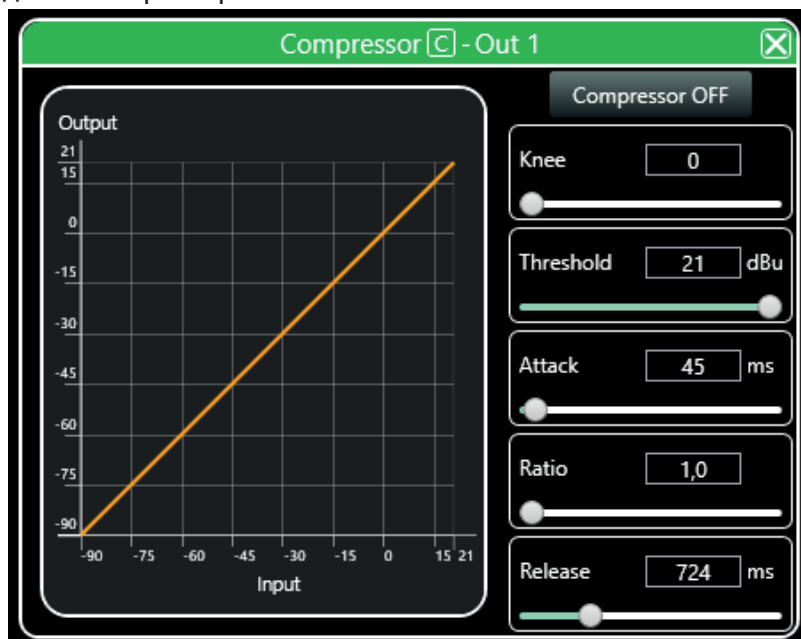 Compressor C - Out 1
Compressor OFF
Output
21
15
0
-15
-30
-45
-60
-75
-90
-90 -75 -60 -45 -30 -15 0 15 21
Input
Knee 0
Threshold 21 dBu
Attack 45 ms
Ratio 1,0
Release 724 ms